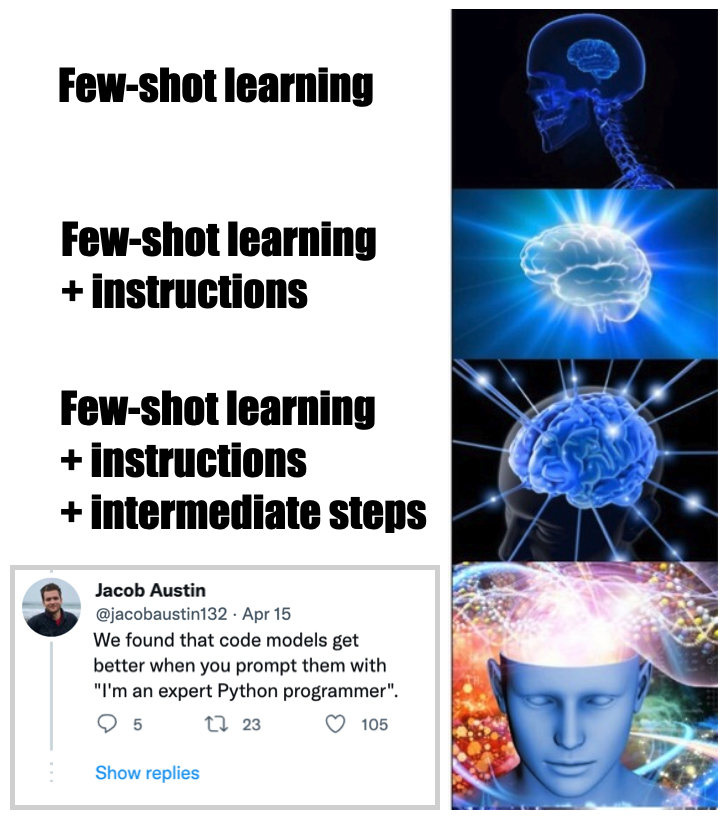 Few-shot learning
Few-shot learning
+ instructions
Few-shot learning
+ instructions
+ intermediate steps
Jacob Austin
@jacobaustin132 · Apr 15
We found that code models get
better when you prompt them with
"I'm an expert Python programmer".
5 23 105
Show replies